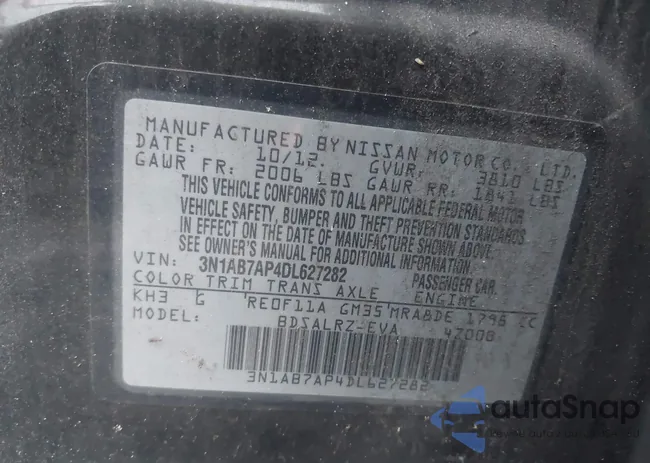 MANUFACTURED BY NISSAN MOTOR CO., LTD.
DATE: 10/12. GVWR: 3810 LBS
GAWR FR: 2006 LBS GAWR RR: 1841 LBS
THIS VEHICLE CONFORMS TO ALL APPLICABLE FEDERAL MOTOR
VEHICLE SAFETY, BUMPER AND THEFT PREVENTION STANDARDS
IN EFFECT ON THE DATE OF MANUFACTURE SHOWN ABOVE.
SEE OWNER'S MANUAL FOR ADDITIONAL INFORMATION.
VIN: 3N1AB7AP4DL627282 PASSENGER CAR.
COLOR TRIM TRANS AXLE ENGINE
KH3 G RE0F11A GM35 MRA8DE 1798 CC
MODEL: BDSALRZ-EVA 47008
3N1AB7AP4DL627282
autoSnap